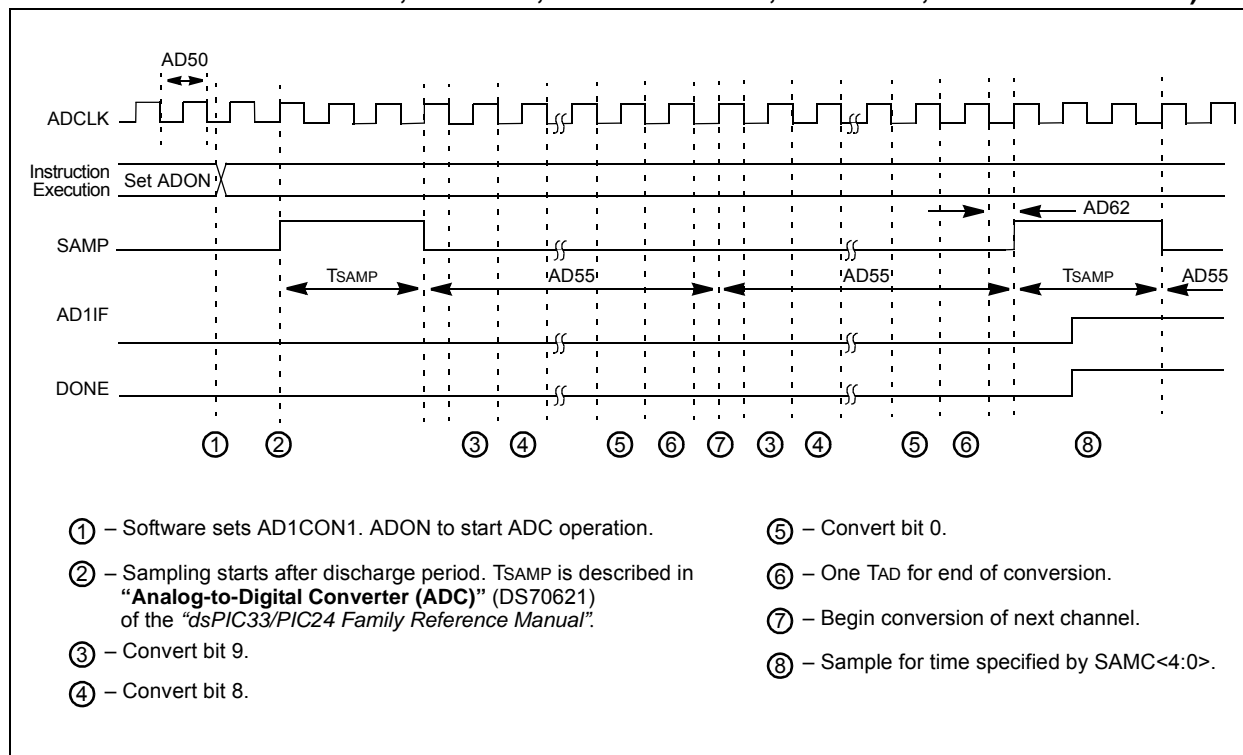 AD50
ADCLK
Instruction
Execution
Set ADON
AD62
SAMP
TSAMP
AD55
AD55
TSAMP
AD55
AD1IF
DONE
1 2 3 4 5 6 7 3 4 5 6 8
1 – Software sets AD1CON1. ADON to start ADC operation.
2 – Sampling starts after discharge period. TSAMP is described in
“Analog-to-Digital Converter (ADC)” (DS70621)
of the “dsPIC33/PIC24 Family Reference Manual”.
3 – Convert bit 9.
4 – Convert bit 8.
5 – Convert bit 0.
6 – One TAD for end of conversion.
7 – Begin conversion of next channel.
8 – Sample for time specified by SAMC<4:0>.